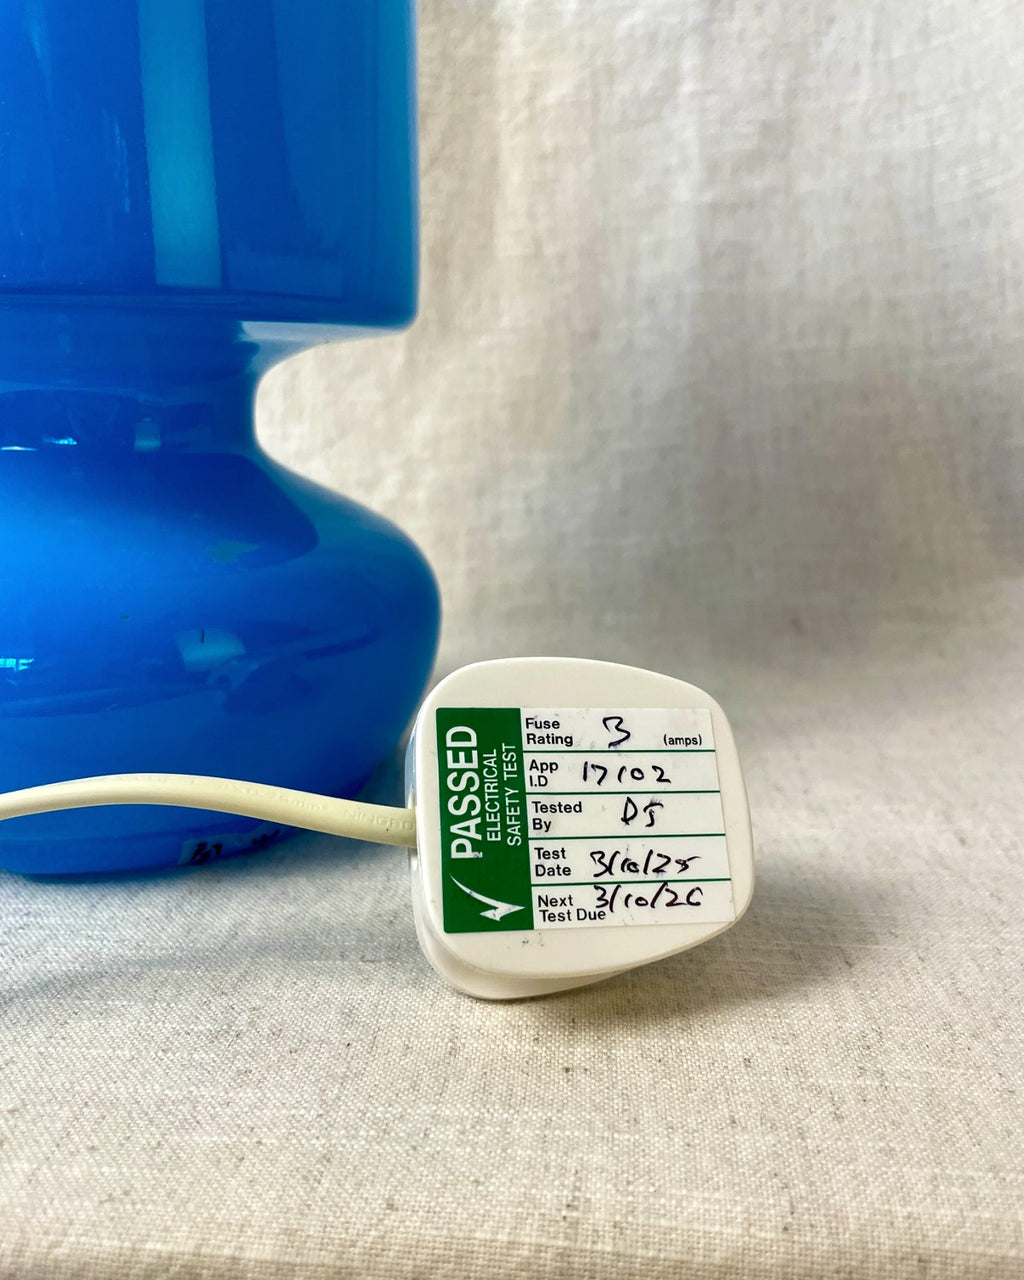 PASSED
ELECTRICAL
SAFETY TEST
Fuse
Rating 3 (amps)
App
I.D 17102
Tested
By DJ
Test
Date 3/10/25
Next
Test Due 3/10/26